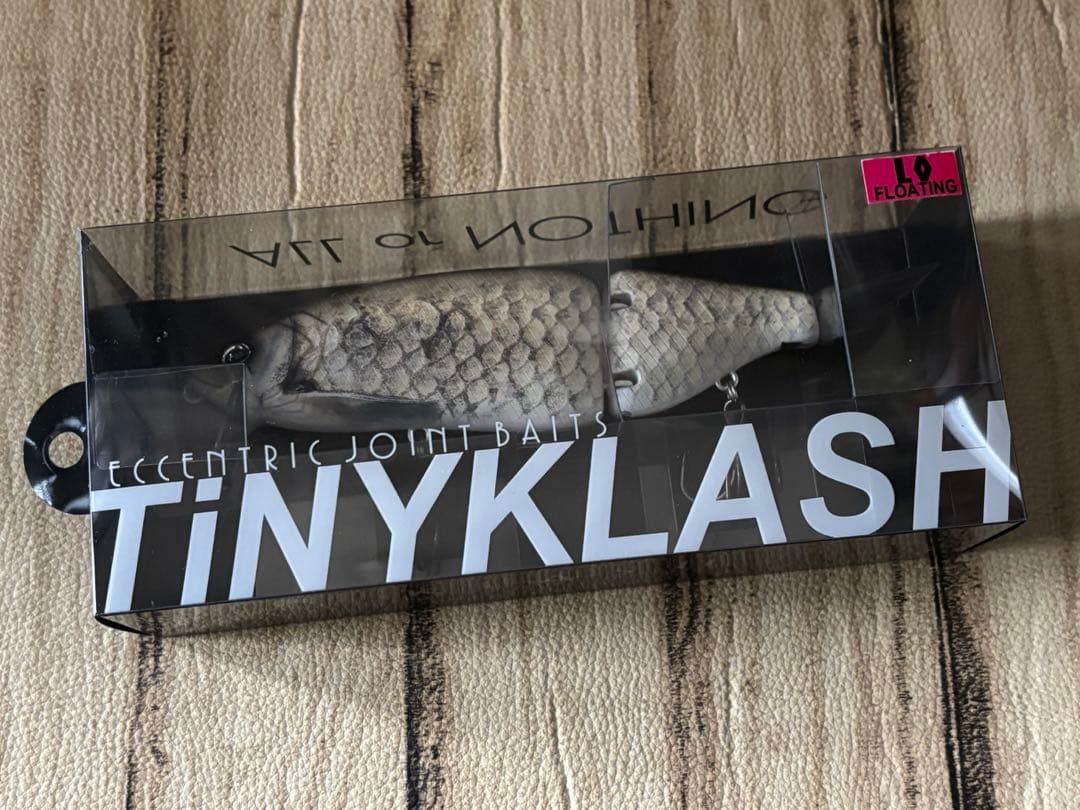 LO
FLOATING
ALL or NOTHING
ECCENTRIC JOINT BAITS
TiNYKLASH